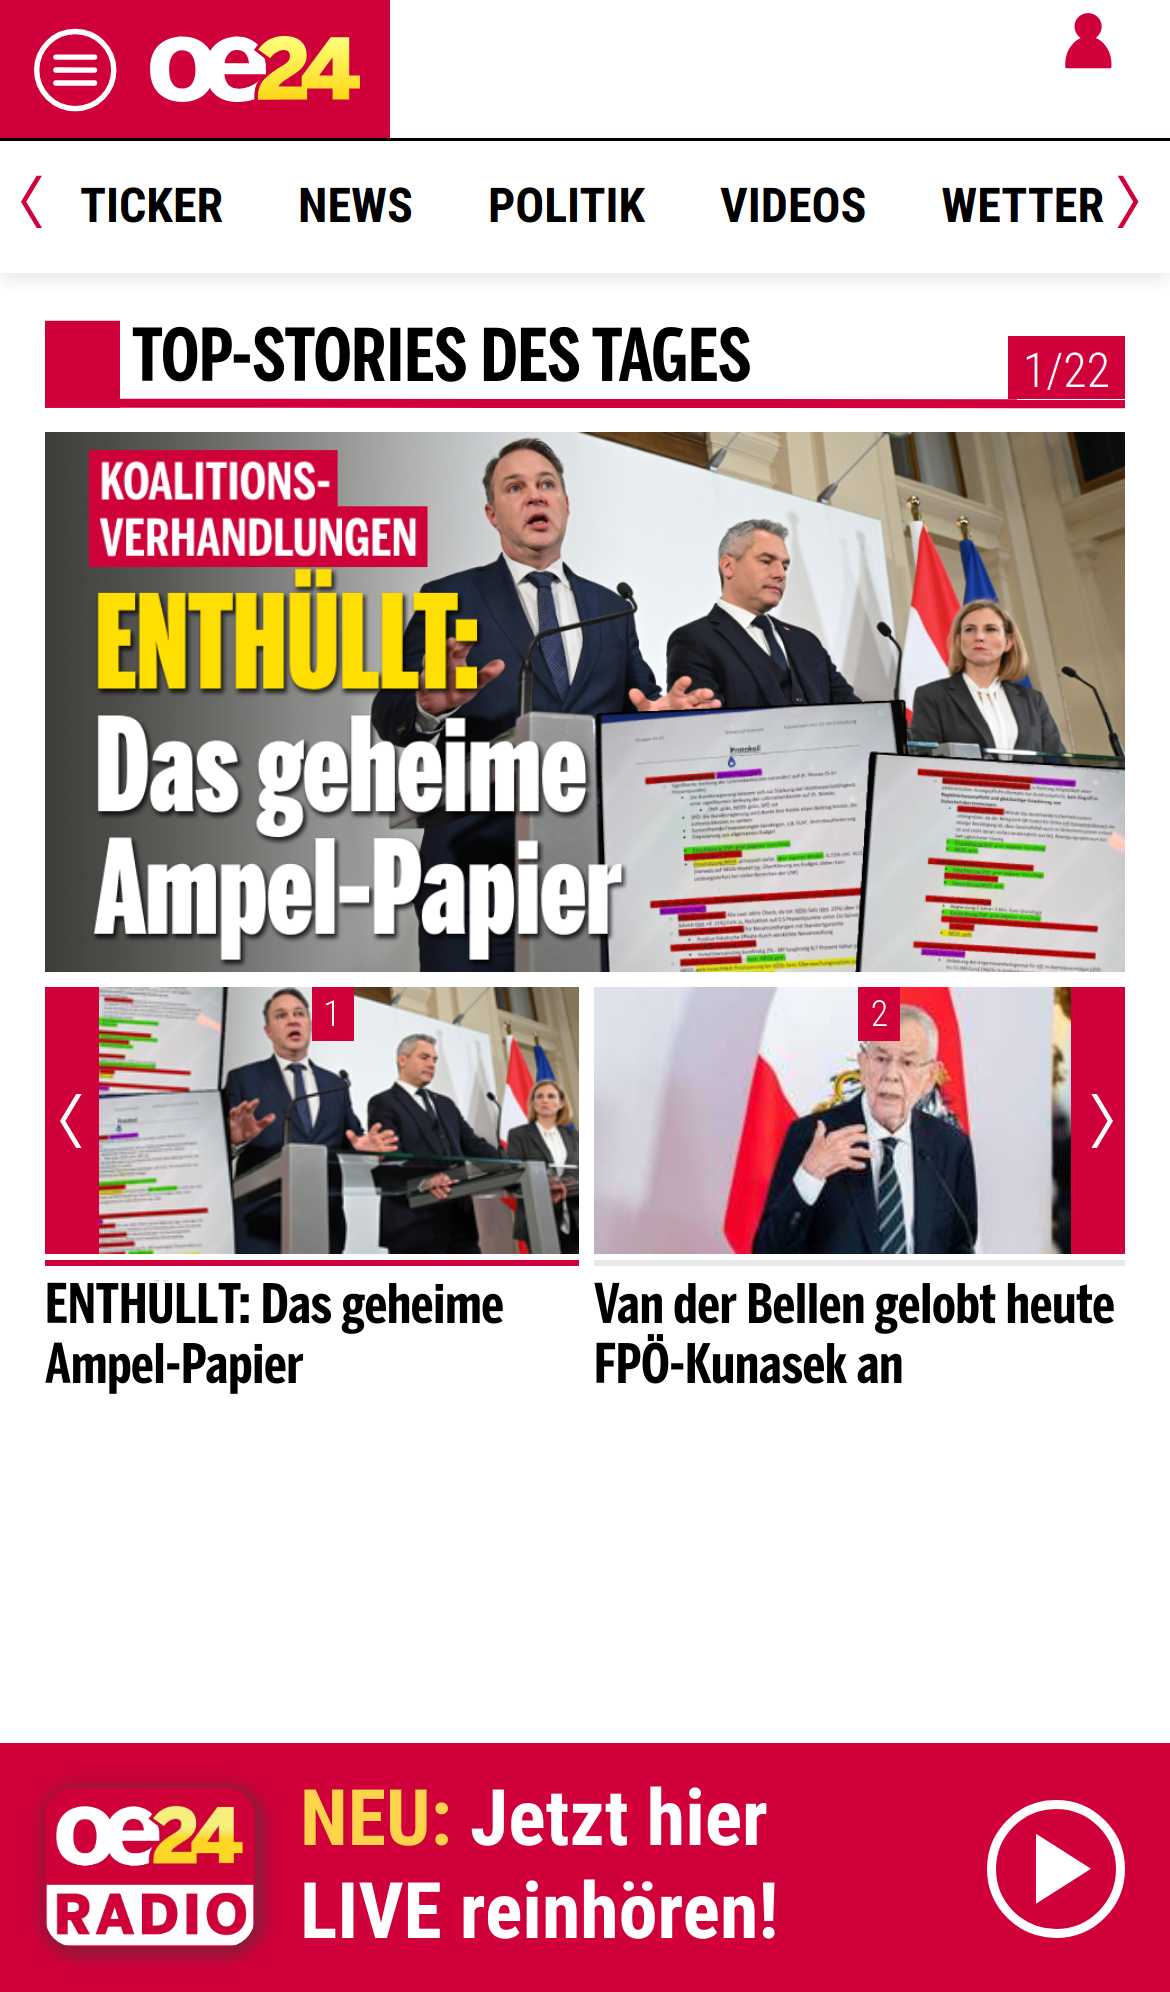 oe24
TICKER NEWS POLITIK VIDEOS WETTER
TOP-STORIES DES TAGES
1/22
KOALITIONS-
VERHANDLUNGEN
ENTHÜLLT:
Das geheime
Ampel-Papier
Protokoll
1
2
ENTHULLT: Das geheime
Ampel-Papier
Van der Bellen gelobt heute
FPÖ-Kunasek an
oe24
RADIO
NEU: Jetzt hier
LIVE reinhören!